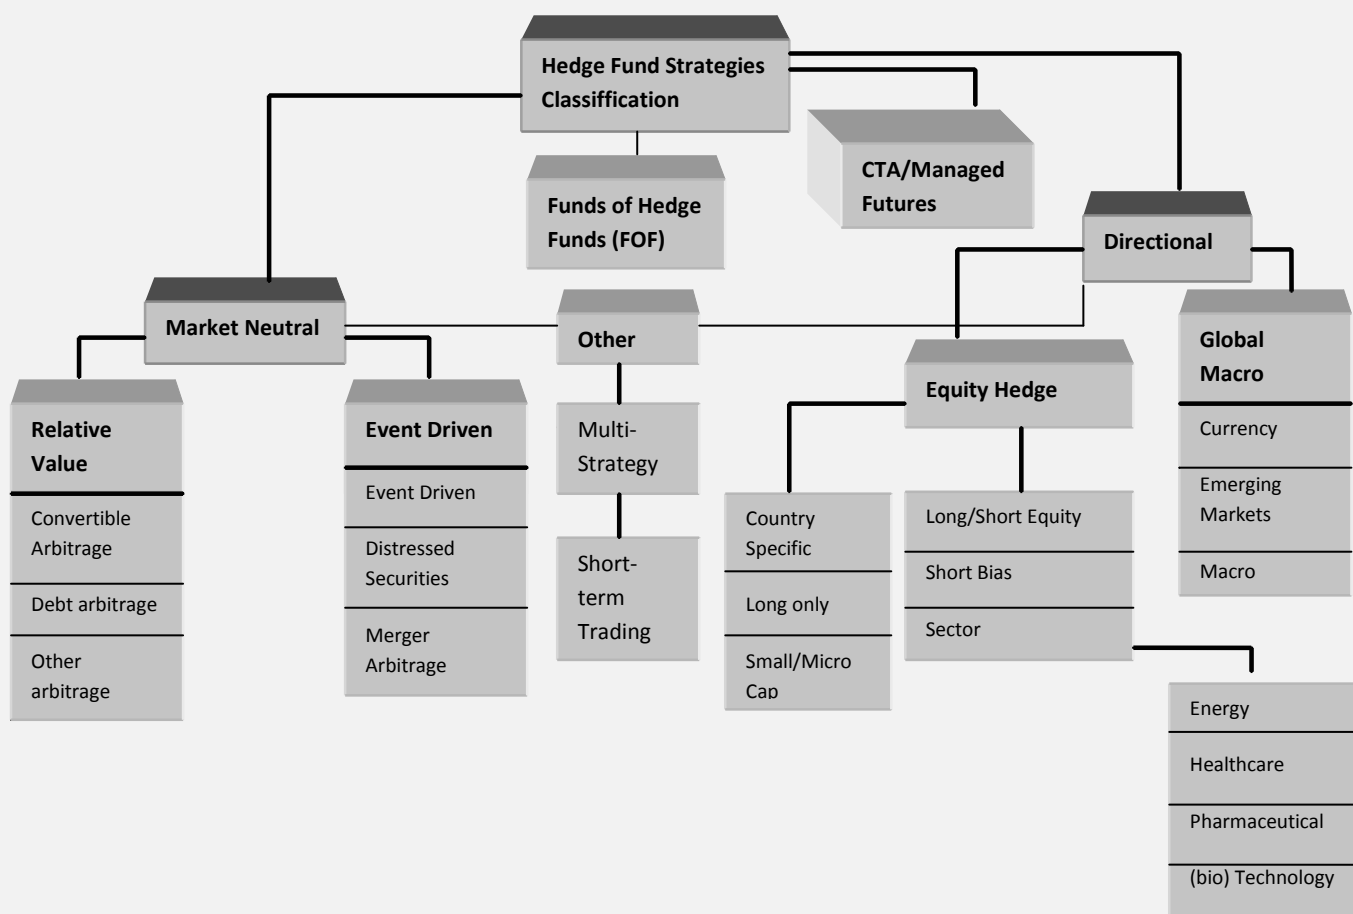 Hedge Fund Strategies
Classiffication
CTA/Managed
Futures
Funds of Hedge
Funds (FOF)
Directional
Market Neutral
Other
Global
Macro
Equity Hedge
Relative
Value
Event Driven
Multi-
Strategy
Currency
Emerging
Markets
Macro
Convertible
Arbitrage
Debt arbitrage
Other
arbitrage
Event Driven
Distressed
Securities
Merger
Arbitrage
Short-
term
Trading
Country
Specific
Long only
Small/Micro
Cap
Long/Short Equity
Short Bias
Sector
Energy
Healthcare
Pharmaceutical
(bio) Technology